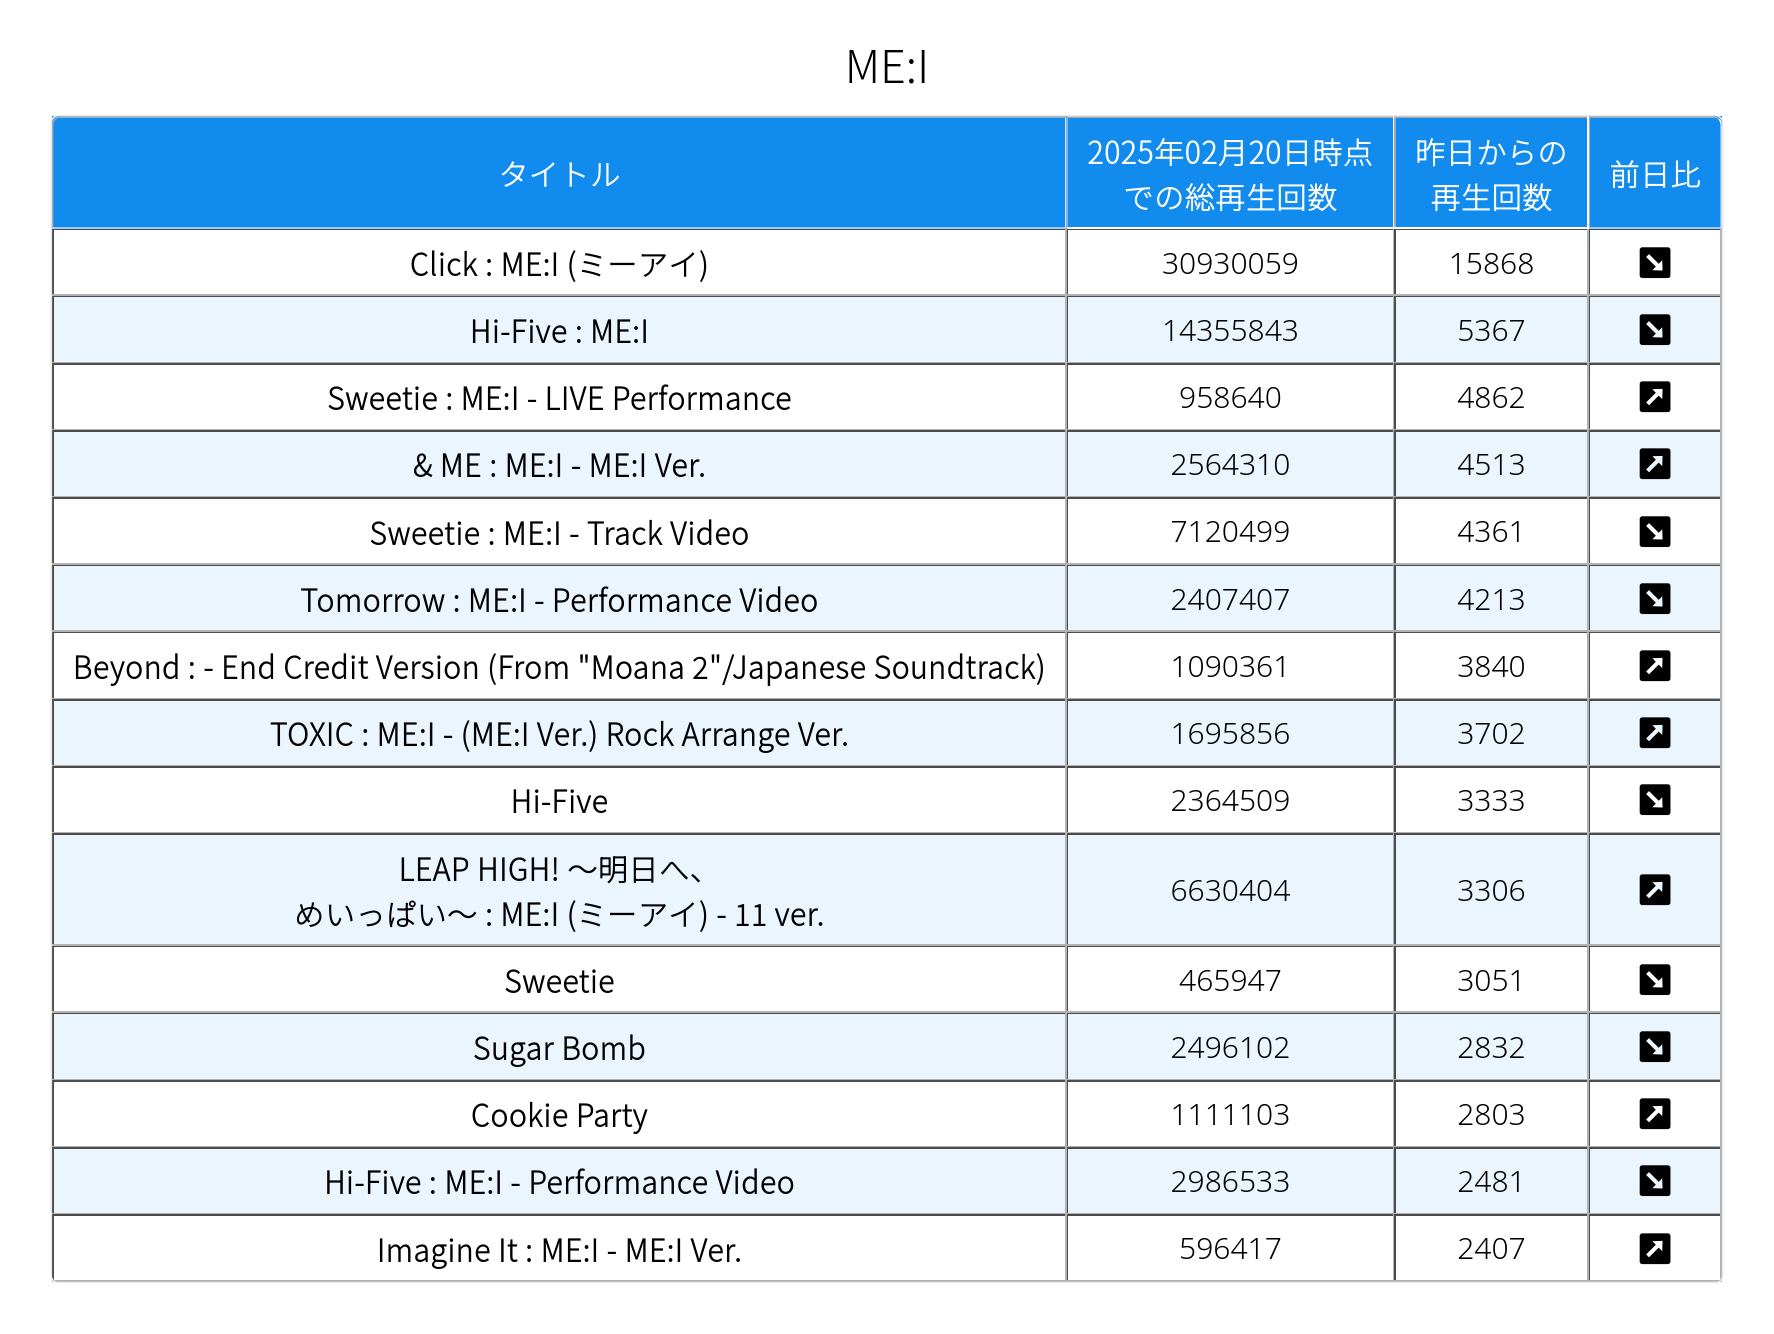 ME:I
タイトル
2025年02月20日時点
での総再生回数
昨日からの
再生回数
前日比
Click : ME:I (ミーアイ) 30930059 15868 ↘
Hi-Five : ME:I 14355843 5367 ↘
Sweetie : ME:I - LIVE Performance 958640 4862 ↗
& ME : ME:I - ME:I Ver. 2564310 4513 ↗
Sweetie : ME:I - Track Video 7120499 4361 ↘
Tomorrow : ME:I - Performance Video 2407407 4213 ↘
Beyond : - End Credit Version (From "Moana 2"/Japanese Soundtrack) 1090361 3840 ↗
TOXIC : ME:I - (ME:I Ver.) Rock Arrange Ver. 1695856 3702 ↗
Hi-Five 2364509 3333 ↘
LEAP HIGH! 〜明日へ、
めいっぱい〜 : ME:I (ミーアイ) - 11 ver. 6630404 3306 ↗
Sweetie 465947 3051 ↘
Sugar Bomb 2496102 2832 ↘
Cookie Party 1111103 2803 ↗
Hi-Five : ME:I - Performance Video 2986533 2481 ↘
Imagine It : ME:I - ME:I Ver. 596417 2407 ↗